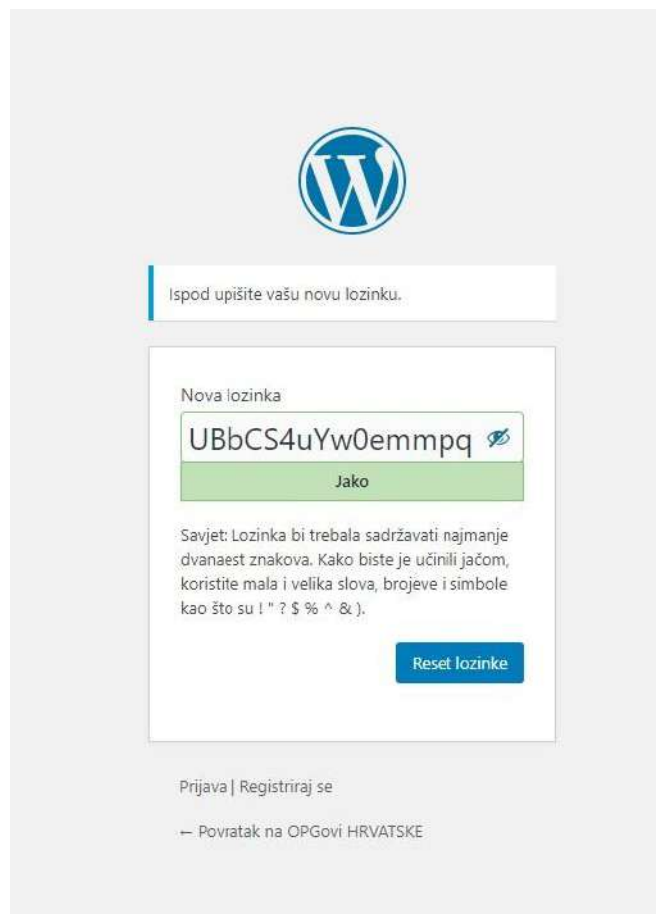 Ispod upišite vašu novu lozinku.
Nova lozinka
UBbCS4uYw0emmpq
Jako
Savjet: Lozinka bi trebala sadržavati najmanje
dvanaest znakova. Kako biste je učinili jačom,
koristite mala i velika slova, brojeve i simbole
kao što su ! " ? $ % ^ & ).
Reset lozinke
Prijava | Registriraj se
← Povratak na OPGovi HRVATSKE